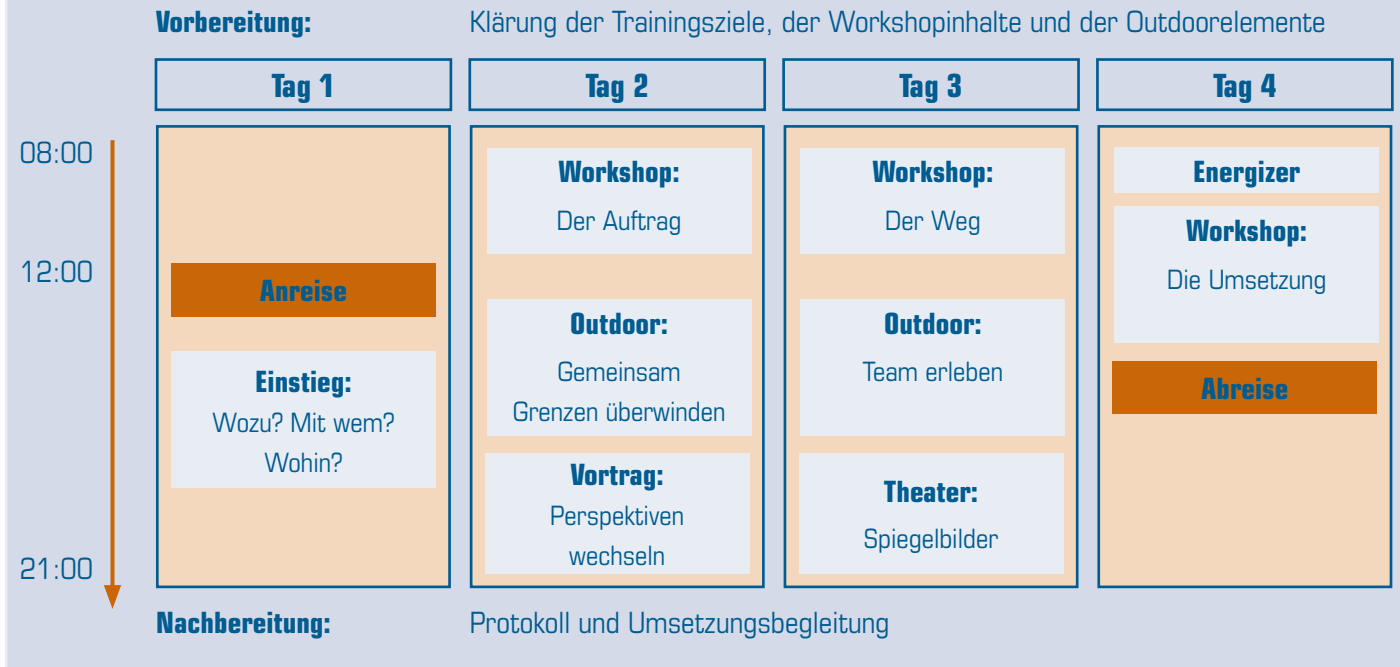 Vorbereitung: Klärung der Trainingsziele, der Workshopinhalte und der Outdoorelemente
Tag 1
Tag 2
Tag 3
Tag 4
08:00
12:00
21:00
Anreise
Einstieg:
Wozu? Mit wem?
Wohin?
Workshop:
Der Auftrag
Outdoor:
Gemeinsam
Grenzen überwinden
Vortrag:
Perspektiven
wechseln
Workshop:
Der Weg
Outdoor:
Team erleben
Theater:
Spiegelbilder
Energizer
Workshop:
Die Umsetzung
Abreise
Nachbereitung: Protokoll und Umsetzungsbegleitung